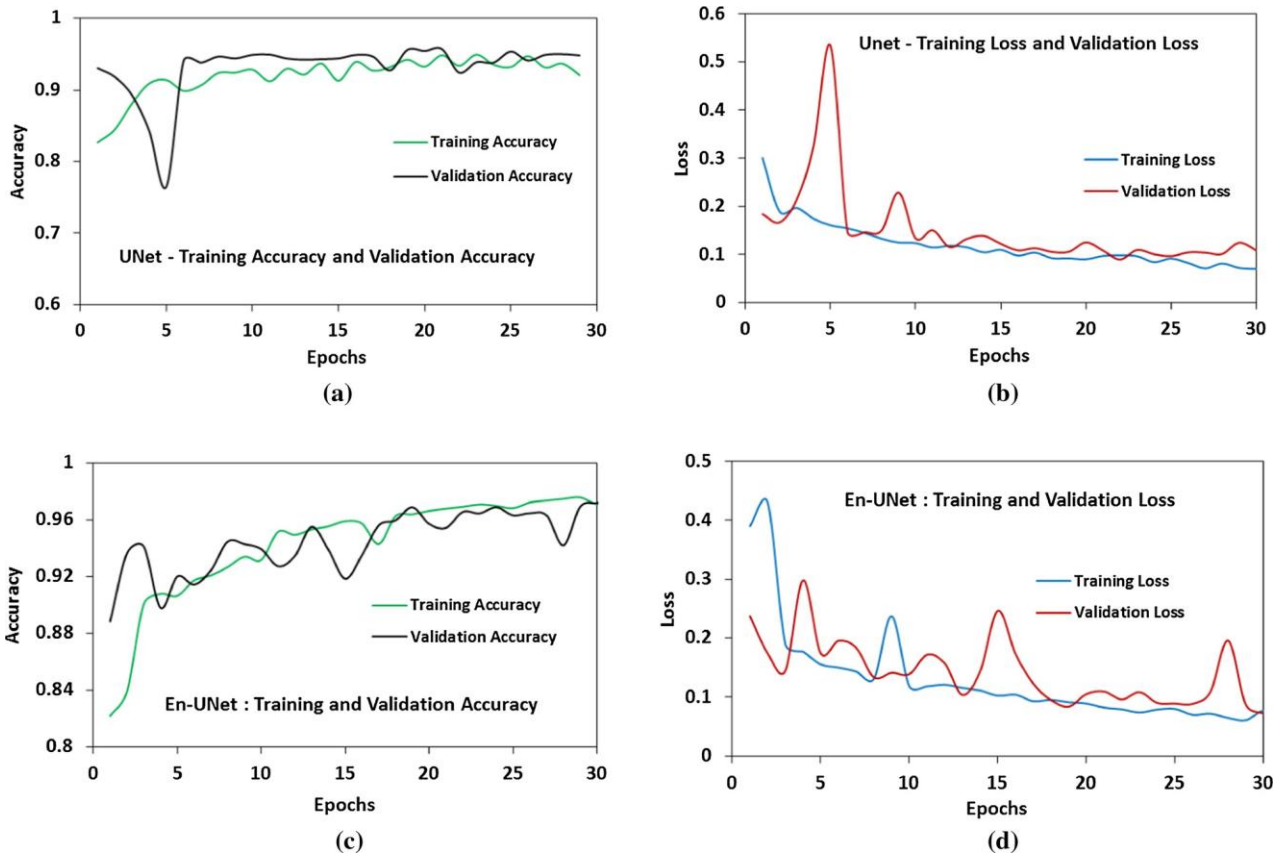 1
0.9
0.8
0.7
0.6
Accuracy
Training Accuracy
Validation Accuracy
UNet - Training Accuracy and Validation Accuracy
0 5 10 15 20 25 30
Epochs
(a)
0.6
0.5
0.4
0.3
0.2
0.1
0
Loss
Unet - Training Loss and Validation Loss
Training Loss
Validation Loss
0 5 10 15 20 25 30
Epochs
(b)
1
0.96
0.92
0.88
0.84
0.8
Accuracy
Training Accuracy
Validation Accuracy
En-UNet : Training and Validation Accuracy
0 5 10 15 20 25 30
Epochs
(c)
0.5
0.4
0.3
0.2
0.1
0
Loss
En-UNet : Training and Validation Loss
Training Loss
Validation Loss
0 5 10 15 20 25 30
Epochs
(d)